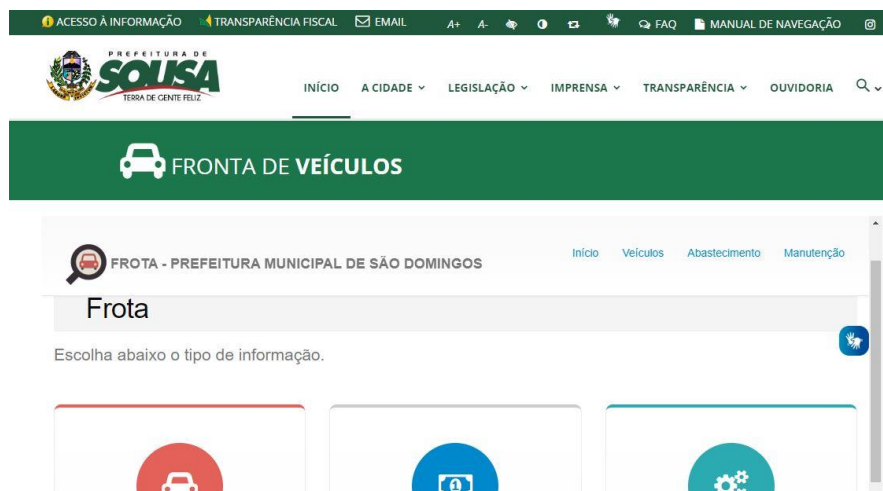 ACESSO À INFORMAÇÃO TRANSPARÊNCIA FISCAL EMAIL A+ A- FAQ MANUAL DE NAVEGAÇÃO
PREFEITURA DE
SOUSA
TERRA DE GENTE FELIZ
INÍCIO A CIDADE LEGISLAÇÃO IMPRENSA TRANSPARÊNCIA OUVIDORIA
FRONTA DE VEÍCULOS
FROTA - PREFEITURA MUNICIPAL DE SÃO DOMINGOS
Início Veículos Abastecimento Manutenção
Frota
Escolha abaixo o tipo de informação.